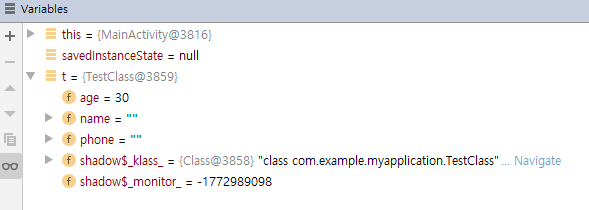 Variables
this = {MainActivity@3816}
savedInstanceState = null
t = {TestClass@3859}
f age = 30
f name = ""
f phone = ""
f shadow$_klass_ = {Class@3858} "class com.example.myapplication.TestClass" ... Navigate
f shadow$_monitor_ = -1772989098